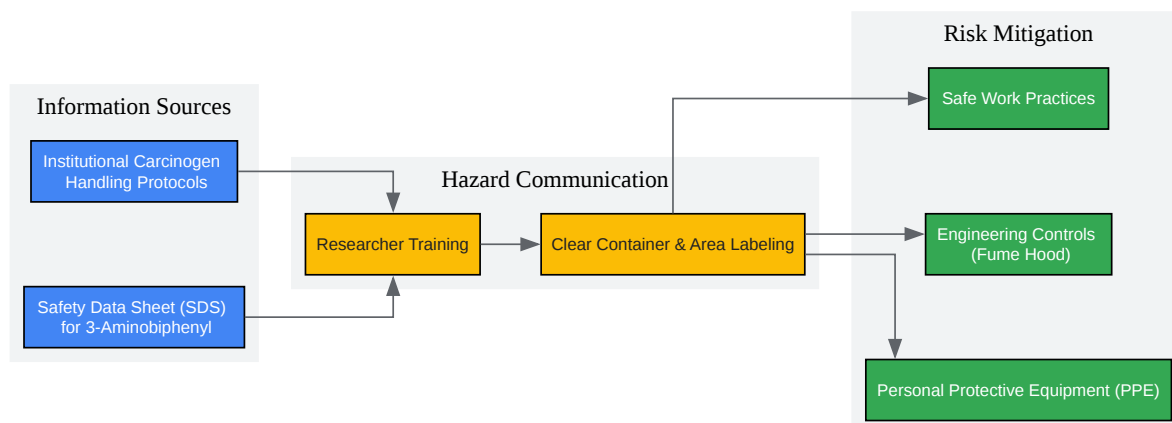 Information Sources
Institutional Carcinogen
Handling Protocols
Safety Data Sheet (SDS)
for 3-Aminobiphenyl
Hazard Communication
Researcher Training
Clear Container & Area Labeling
Risk Mitigation
Safe Work Practices
Engineering Controls
(Fume Hood)
Personal Protective Equipment (PPE)